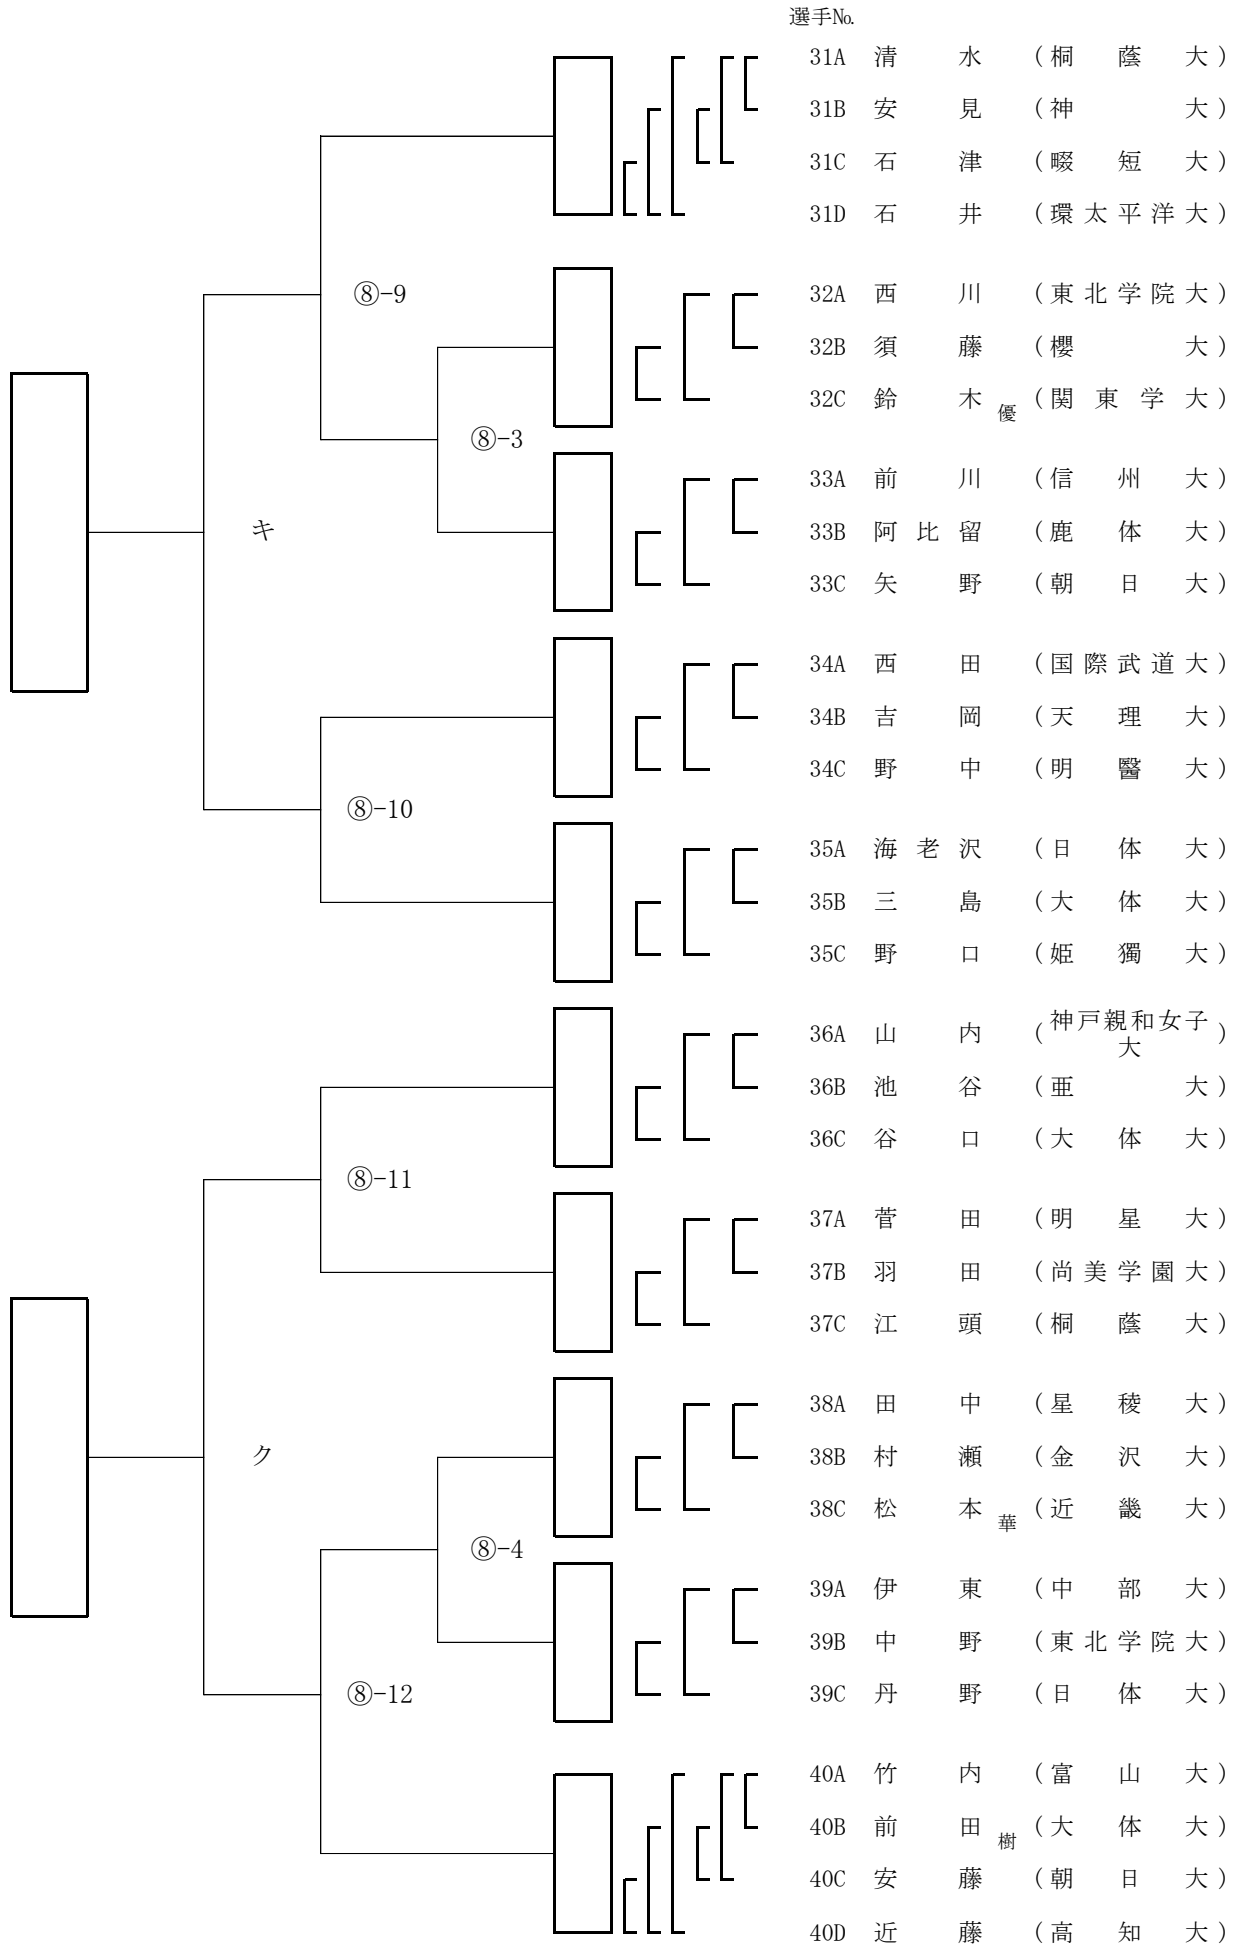 選手№
31A 清水 (桐蔭大)
31B 安見 (神大)
31C 石津 (畷短大)
31D 石井 (環太平洋大)
⑧-9
32A 西川 (東北学院大)
32B 須藤 (櫻大)
32C 鈴木優 (関東学大)
⑧-3
33A 前川 (信州大)
キ
33B 阿比留 (鹿体大)
33C 矢野 (朝日大)
34A 西田 (国際武道大)
34B 吉岡 (天理大)
34C 野中 (明醫大)
⑧-10
35A 海老沢 (日体大)
35B 三島 (大体大)
35C 野口 (姫獨大)
36A 山内 (神戸親和女子大)
36B 池谷 (亜大)
36C 谷口 (大体大)
⑧-11
37A 菅田 (明星大)
37B 羽田 (尚美学園大)
37C 江頭 (桐蔭大)
38A 田中 (星稜大)
ク
38B 村瀬 (金沢大)
38C 松本華 (近畿大)
⑧-4
39A 伊東 (中部大)
39B 中野 (東北学院大)
⑧-12
39C 丹野 (日体大)
40A 竹内 (富山大)
40B 前田樹 (大体大)
40C 安藤 (朝日大)
40D 近藤 (高知大)